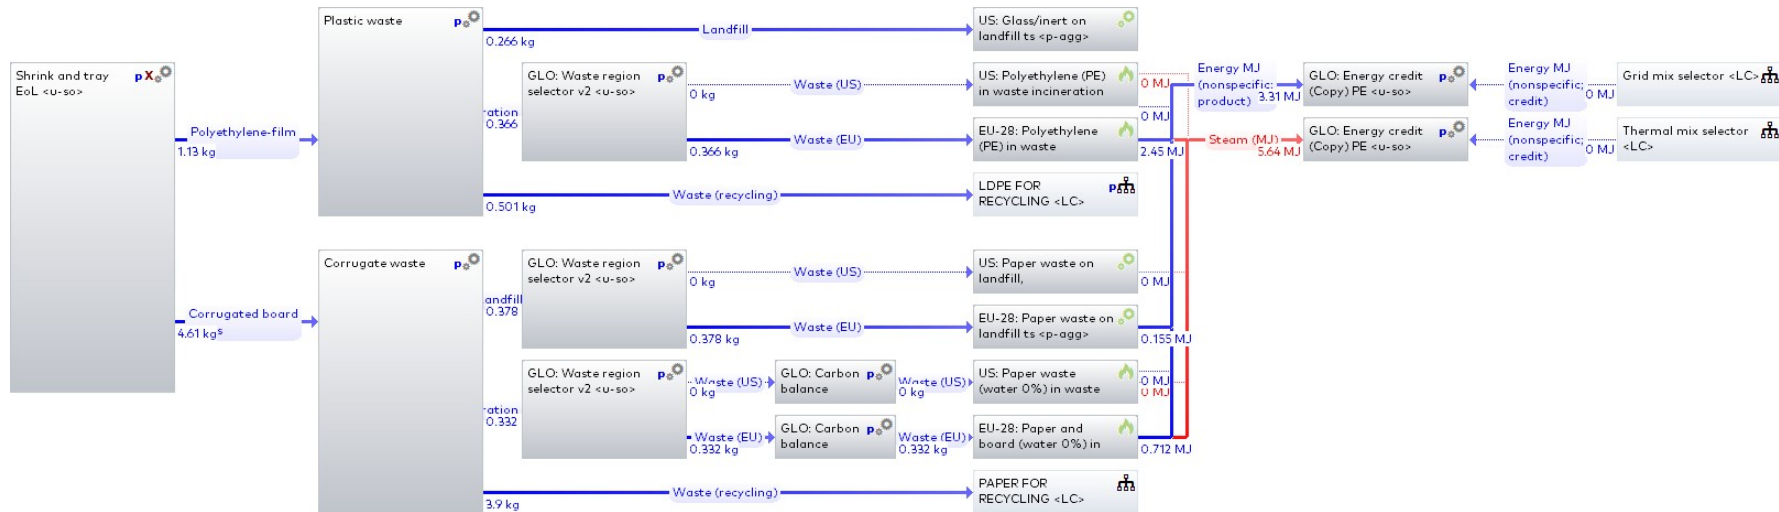 Shrink and tray
EoL <u-so>
p X
Polyethylene-film
1.13 kg
Corrugated board
4.61 kg$
Plastic waste
p
Landfill
0.266 kg
US: Glass/inert on
landfill ts <p-agg>
ration
0.366
GLO: Waste region
selector v2 <u-so>
p
Waste (US)
0 kg
US: Polyethylene (PE)
in waste incineration
0 MJ
0 MJ
Waste (EU)
0.366 kg
EU-28: Polyethylene
(PE) in waste
2.45 MJ
Waste (recycling)
0.501 kg
LDPE FOR
RECYCLING <LC>
p
Energy MJ
(nonspecific;
product)
3.31 MJ
GLO: Energy credit
(Copy) PE <u-so>
p
Energy MJ
(nonspecific;
credit)
0 MJ
Grid mix selector <LC>
Steam (MJ)
5.64 MJ
GLO: Energy credit
(Copy) PE <u-so>
p
Energy MJ
(nonspecific;
credit)
0 MJ
Thermal mix selector
<LC>
Corrugate waste
p
andfill
0.378
GLO: Waste region
selector v2 <u-so>
p
Waste (US)
0 kg
US: Paper waste on
landfill,
0 MJ
Waste (EU)
0.378 kg
EU-28: Paper waste on
landfill ts <p-agg>
0.155 MJ
ration
0.332
GLO: Waste region
selector v2 <u-so>
p
Waste (US)
0 kg
GLO: Carbon
balance
p
Waste (US)
0 kg
US: Paper waste
(water 0%) in waste
0 MJ
0 MJ
Waste (EU)
0.332 kg
GLO: Carbon
balance
p
Waste (EU)
0.332 kg
EU-28: Paper and
board (water 0%) in
0.712 MJ
Waste (recycling)
3.9 kg
PAPER FOR
RECYCLING <LC>